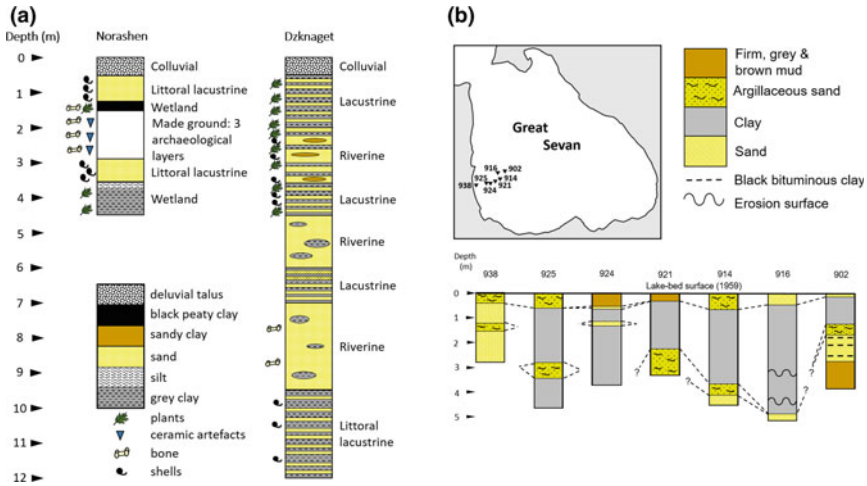 (a)
Depth (m)
Norashen
Dzknaget
0
1
2
3
4
5
6
7
8
9
10
11
12
Colluvial
Littoral lacustrine
Wetland
Made ground: 3
archaeological
layers
Littoral lacustrine
Wetland
deluvial talus
black peaty clay
sandy clay
sand
silt
grey clay
plants
ceramic artefacts
bone
shells
Colluvial
Lacustrine
Riverine
Lacustrine
Riverine
Lacustrine
Riverine
Littoral
lacustrine
(b)
Great
Sevan
916
902
925
914
938
921
924
Firm, grey &
brown mud
Argillaceous sand
Clay
Sand
Black bituminous clay
Erosion surface
Depth
(m)
938
925
924
921
914
916
902
Lake-bed surface (1959)
0
1
2
3
4
5
?
?
?
?